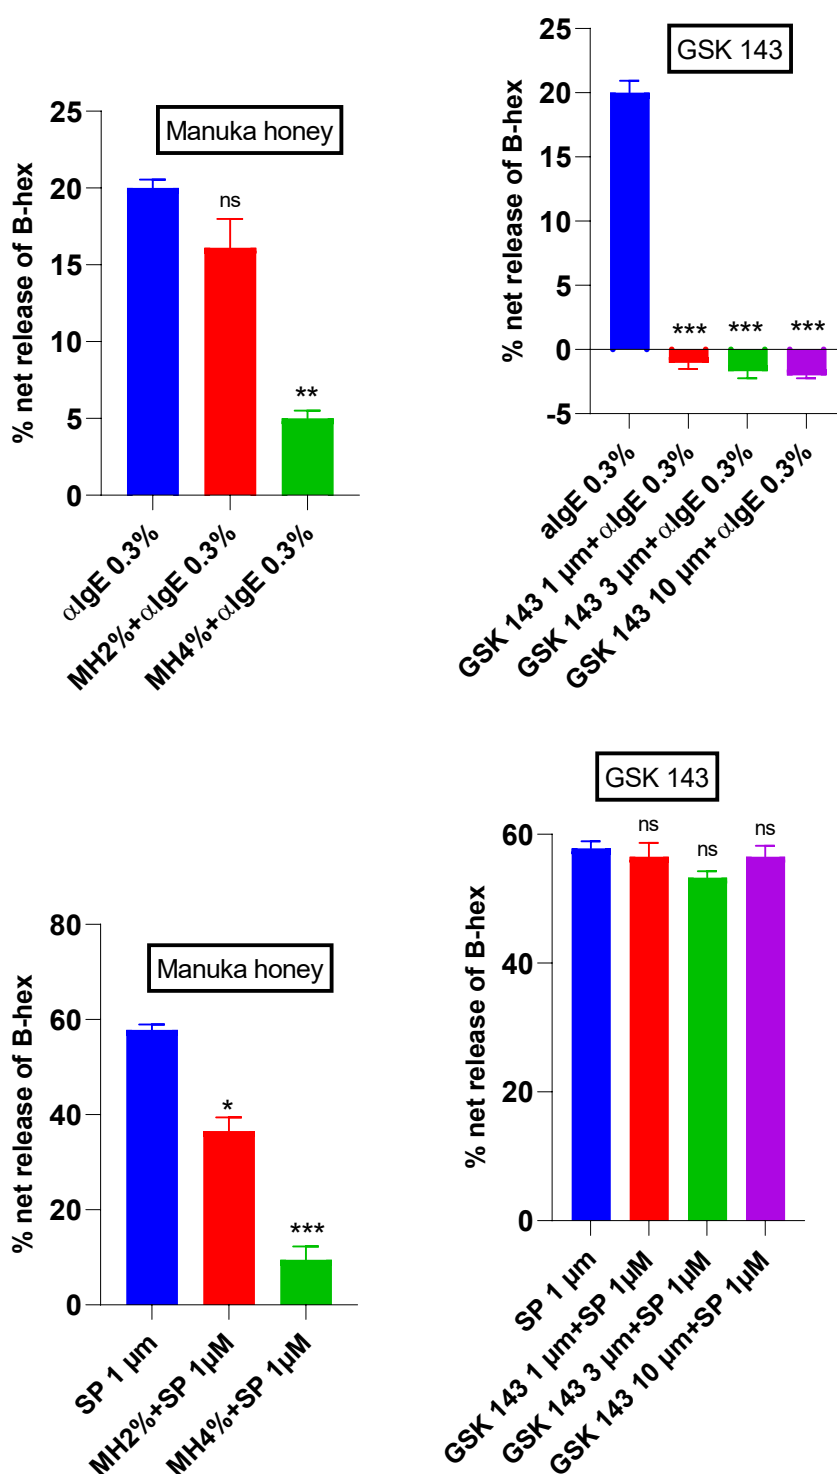 Manuka honey
% net release of B-hex
25
20
15
10
5
0
ns
**
αIgE 0.3%
MH2%+αIgE 0.3%
MH4%+αIgE 0.3%
GSK 143
% net release of B-hex
25
20
15
10
5
0
-5
***
***
***
aIgE 0.3%
GSK 143 1 µm+αIgE 0.3%
GSK 143 3 µm+αIgE 0.3%
GSK 143 10 µm+αIgE 0.3%
Manuka honey
% net release of B-hex
80
60
40
20
0
*
***
SP 1 µm
MH2%+SP 1µM
MH4%+SP 1µM
GSK 143
% net release of B-hex
60
40
20
0
ns
ns
ns
SP 1 µm
GSK 143 1 µm+SP 1µM
GSK 143 3 µm+SP 1µM
GSK 143 10 µm+SP 1µM